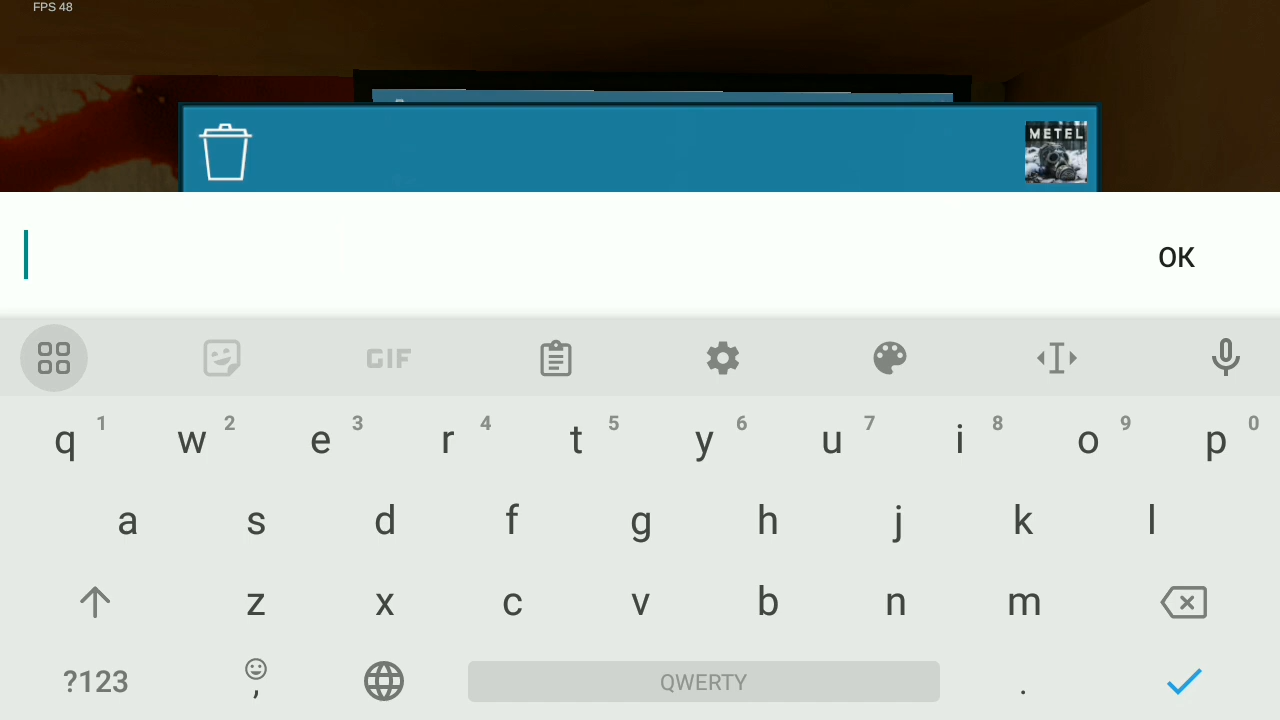 FPS 48
METEL
OK
GIF
q 1 w 2 e 3 r 4 t 5 y 6 u 7 i 8 o 9 p 0
a s d f g h j k l
z x c v b n m
?123 , QWERTY .